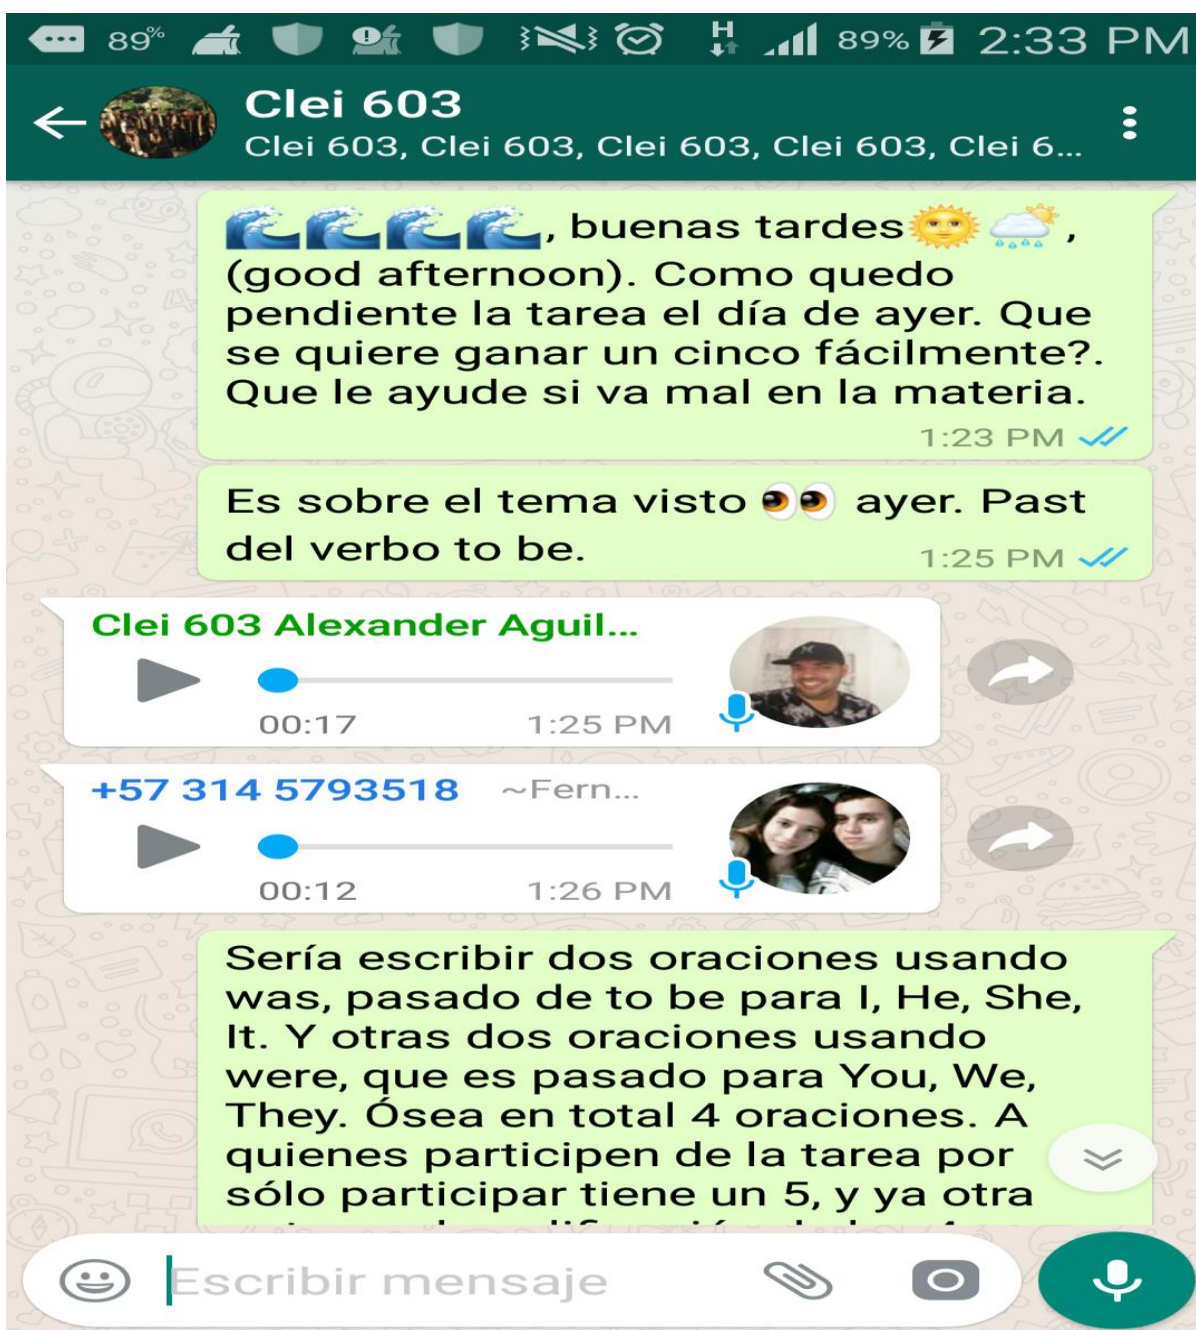 89% H 89% 2:33 PM
Clei 603
Clei 603, Clei 603, Clei 603, Clei 603, Clei 6...
, buenas tardes ,
(good afternoon). Como quedo
pendiente la tarea el día de ayer. Que
se quiere ganar un cinco fácilmente?.
Que le ayude si va mal en la materia.
1:23 PM
Es sobre el tema visto ayer. Past
del verbo to be.
1:25 PM
Clei 603 Alexander Aguil...
00:17 1:25 PM
+57 314 5793518 ~Fern...
00:12 1:26 PM
Sería escribir dos oraciones usando
was, pasado de to be para I, He, She,
It. Y otras dos oraciones usando
were, que es pasado para You, We,
They. Ósea en total 4 oraciones. A
quienes participen de la tarea por
sólo participar tiene un 5, y ya otra
Escribir mensaje